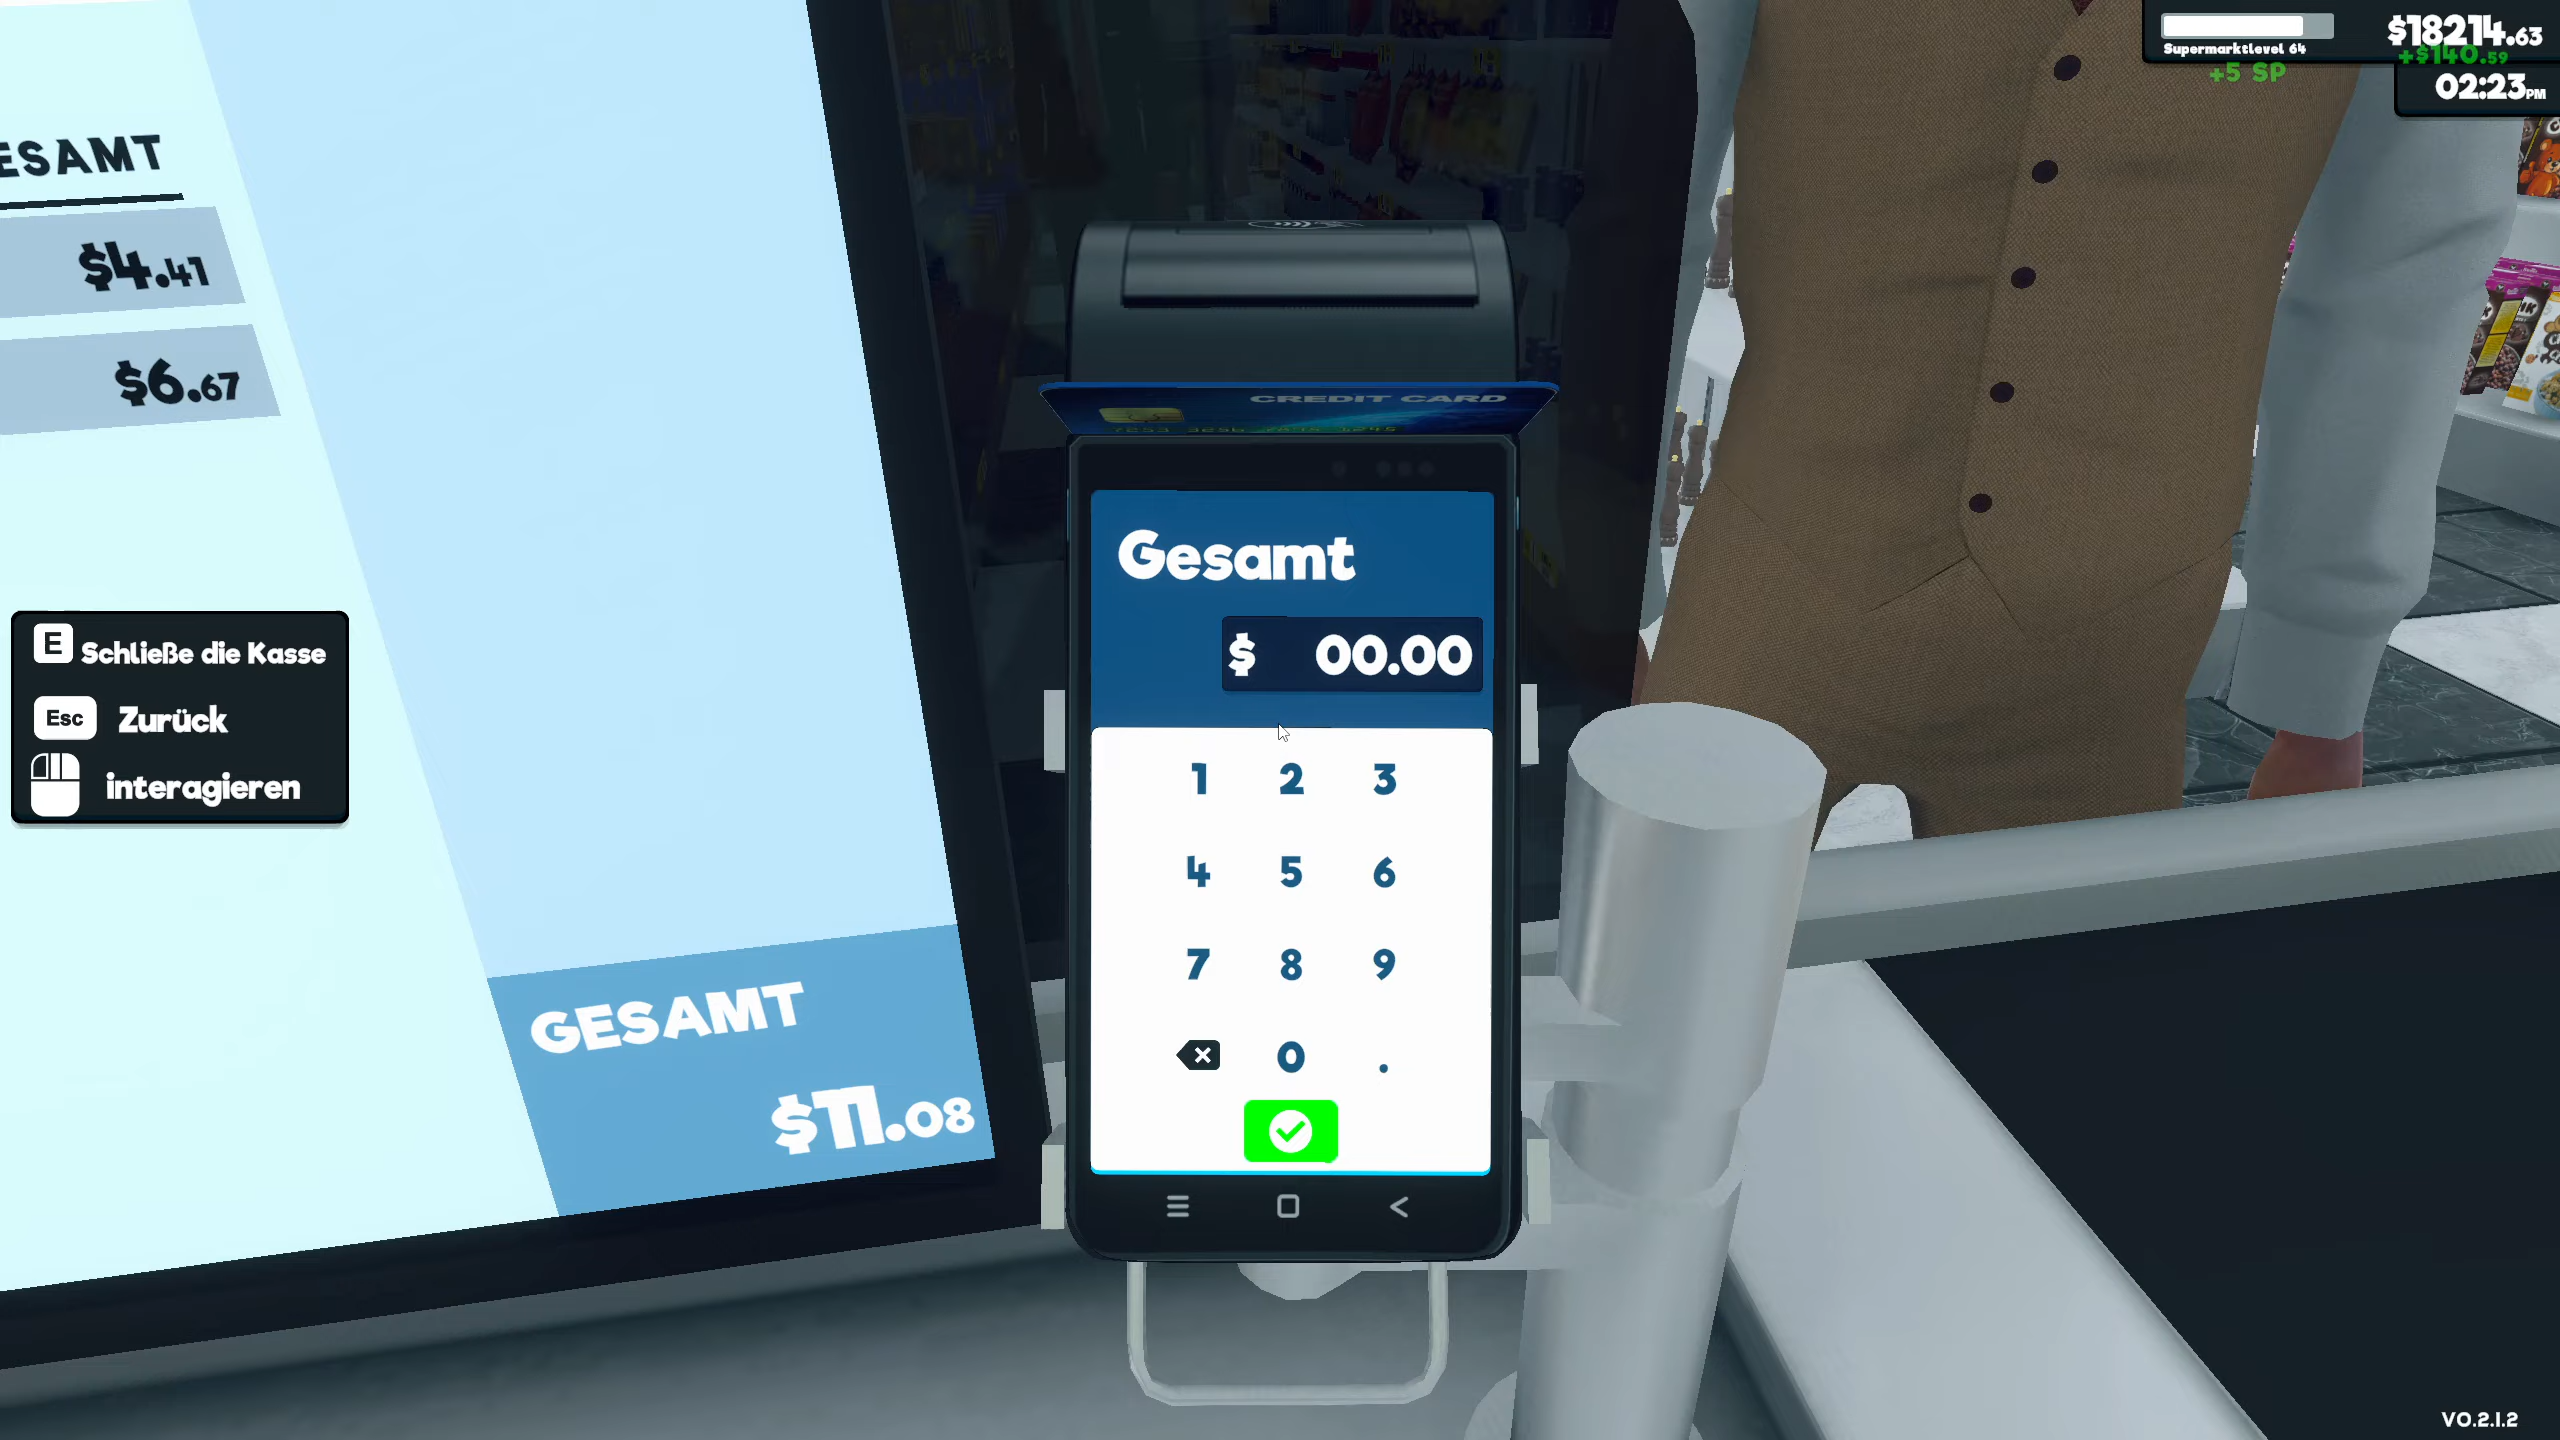 ESAMT
$4.41
$6.67
GESAMT
$11.08
E Schließe die Kasse
Esc Zurück
interagieren
CREDIT CARD
Gesamt
$ 00.00
1 2 3
4 5 6
7 8 9
0 .
Supermarktlevel 64
+5 SP
$18214.63
+$140.59
02:23PM
V0.2.1.2